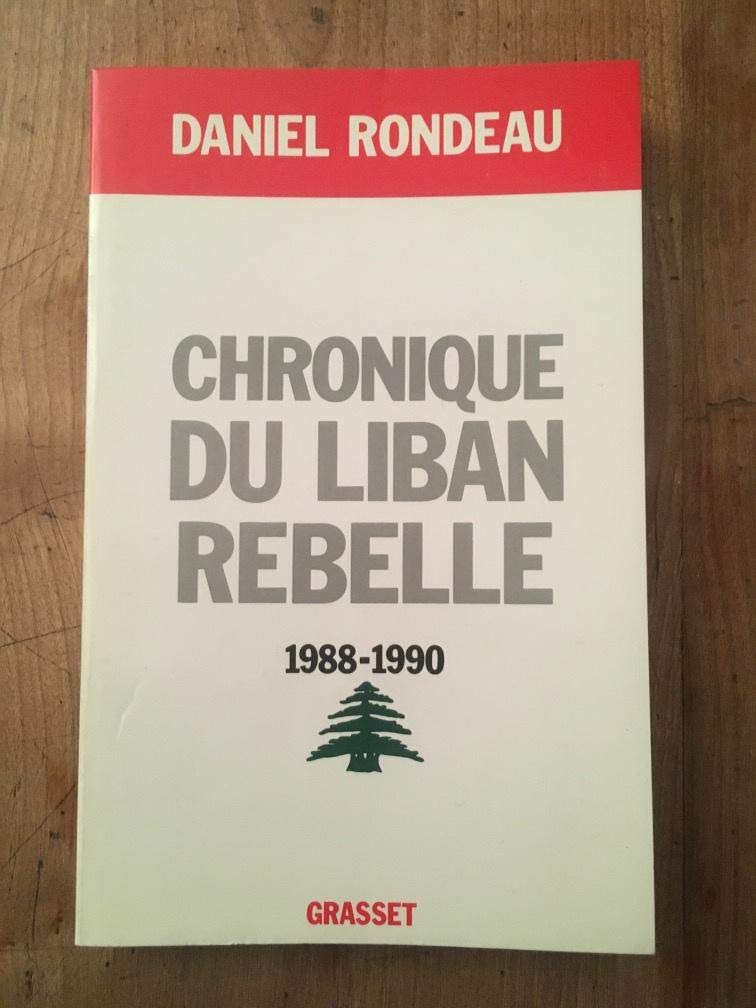 DANIEL RONDEAU
CHRONIQUE
DU LIBAN
REBELLE
1988-1990
GRASSET